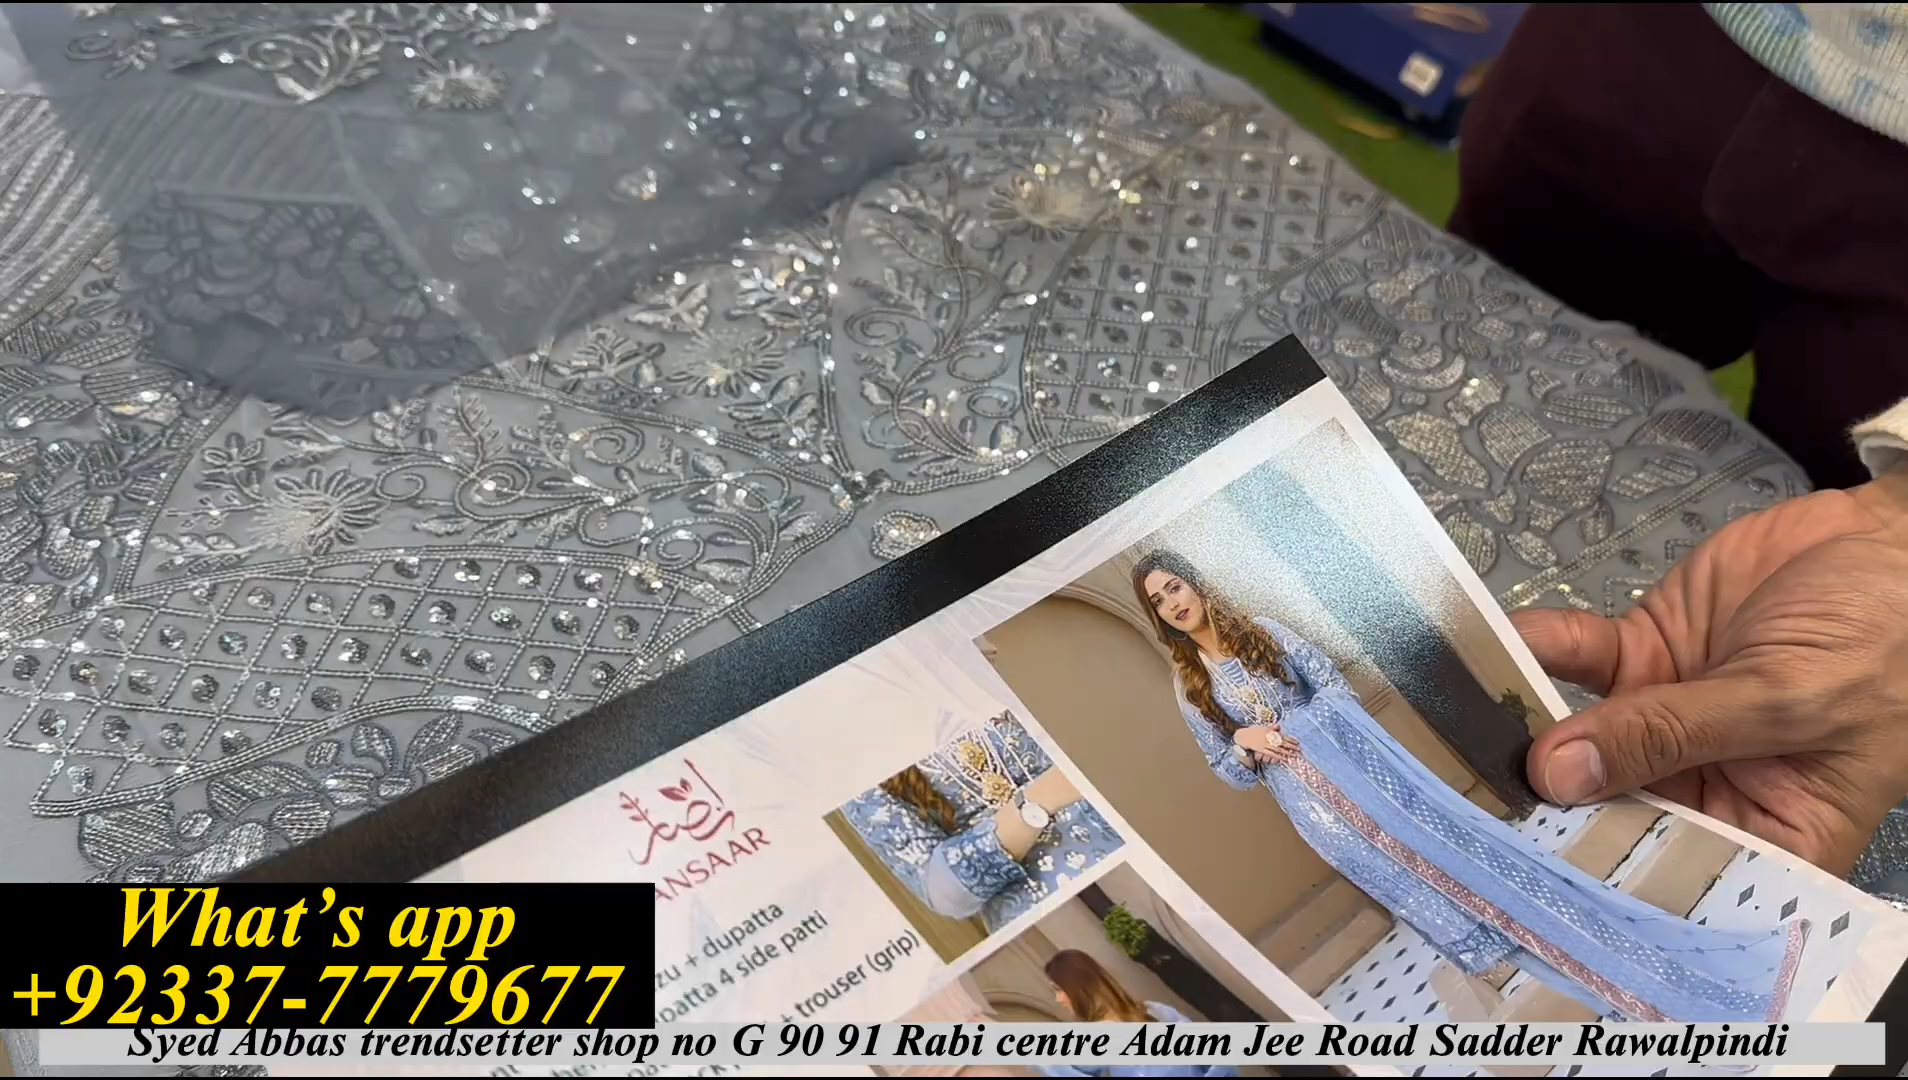 ANSAAR
+ dupatta
patta 4 side patti
+ trouser (grip)
What's app
+92337-7779677
Syed Abbas trendsetter shop no G 90 91 Rabi centre Adam Jee Road Sadder Rawalpindi